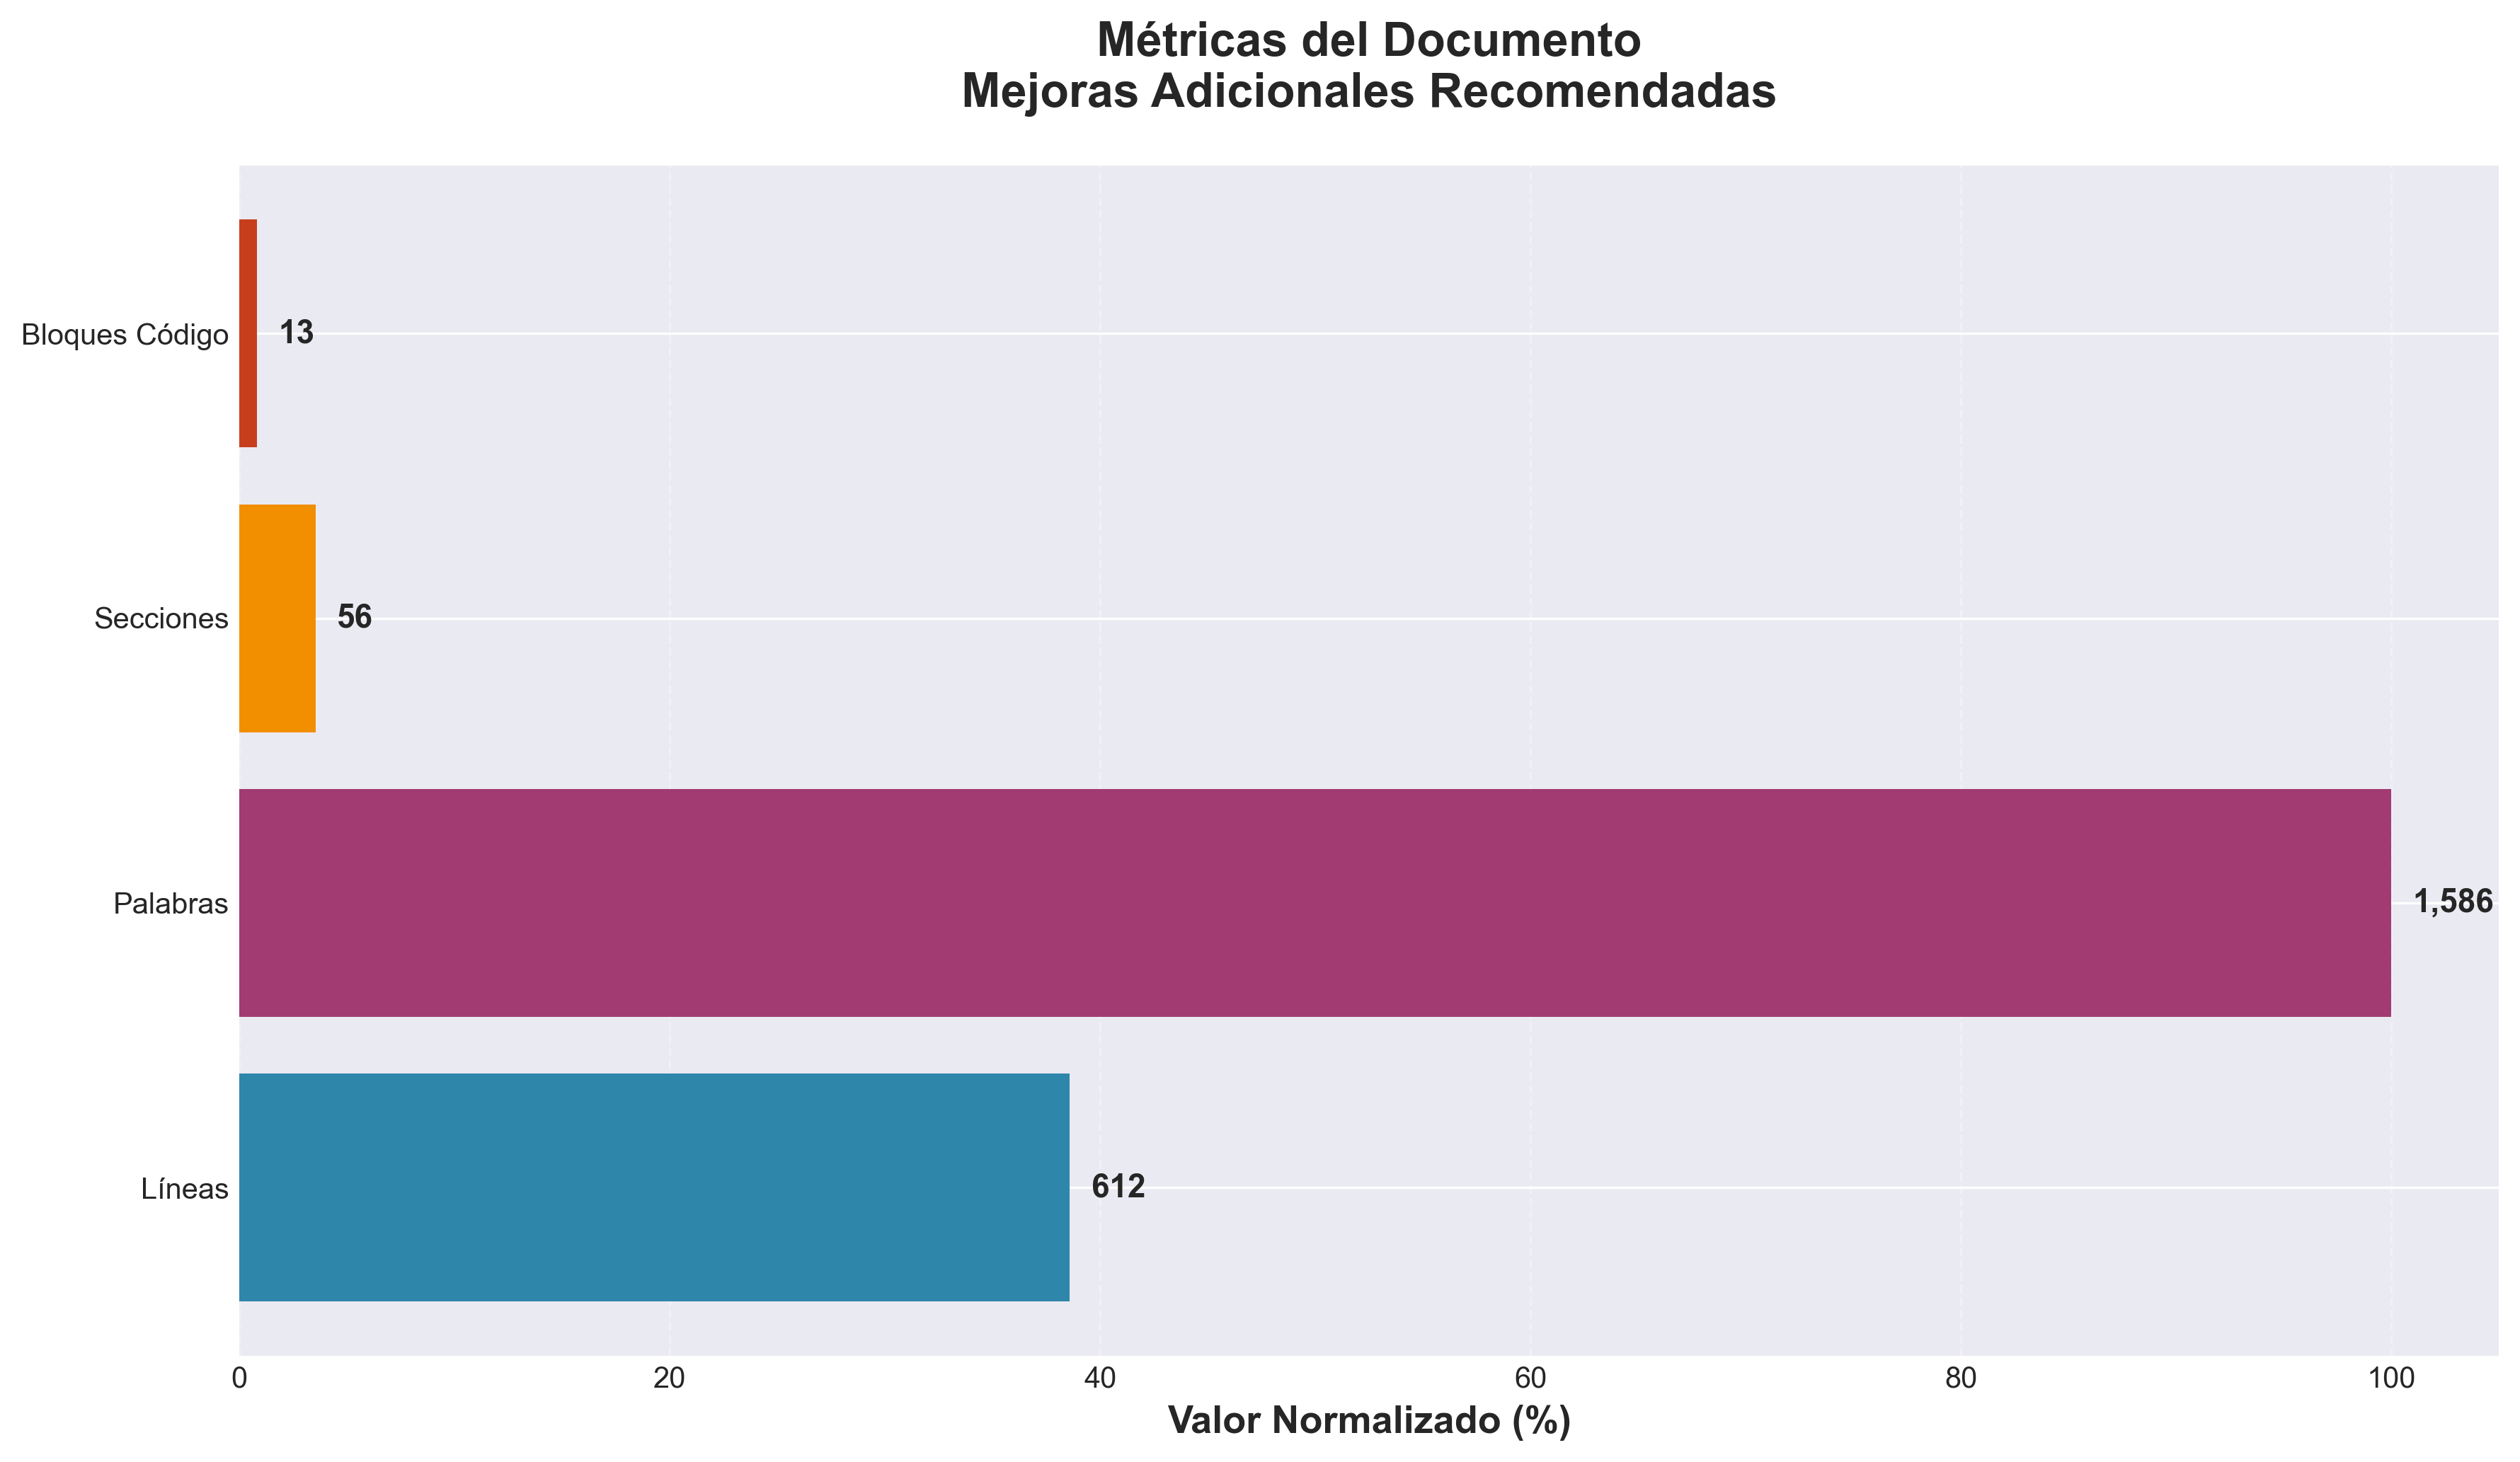 Métricas del Documento
Mejoras Adicionales Recomendadas
Bloques Código
13
Secciones
56
Palabras
1,586
Líneas
612
0 20 40 60 80 100
Valor Normalizado (%)